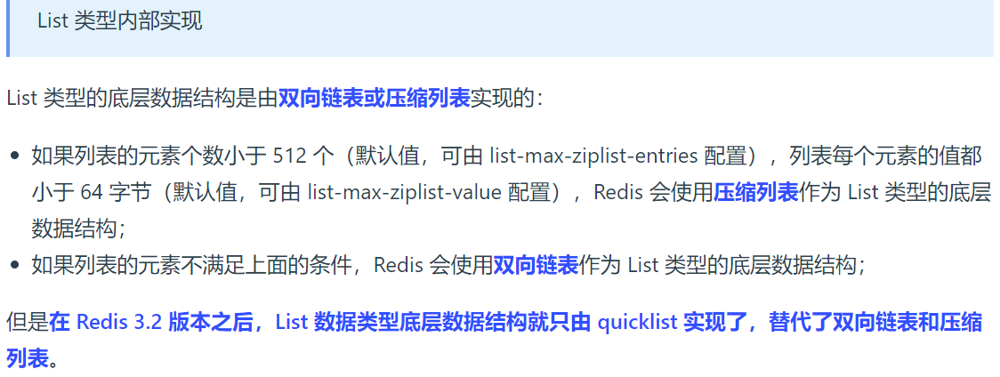 List 类型内部实现
List 类型的底层数据结构是由双向链表或压缩列表实现的：
如果列表的元素个数小于 512 个（默认值，可由 list-max-ziplist-entries 配置），列表每个元素的值都
小于 64 字节（默认值，可由 list-max-ziplist-value 配置），Redis 会使用压缩列表作为 List 类型的底层
数据结构；
如果列表的元素不满足上面的条件，Redis 会使用双向链表作为 List 类型的底层数据结构；
但是在 Redis 3.2 版本之后，List 数据类型底层数据结构就只由 quicklist 实现了，替代了双向链表和压缩
列表。